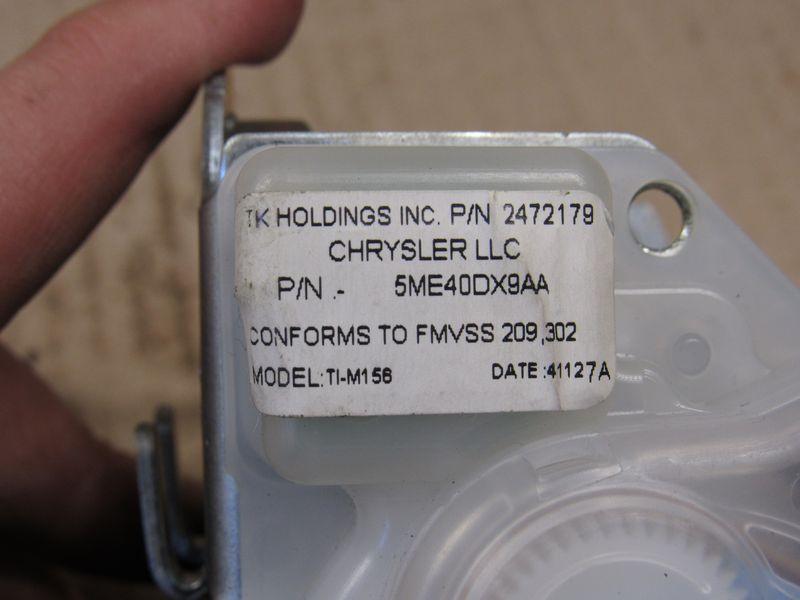 TK HOLDINGS INC. P/N 2472179
CHRYSLER LLC
P/N .- 5ME40DX9AA
CONFORMS TO FMVSS 209,302
MODEL:TI-M156 DATE :41127A